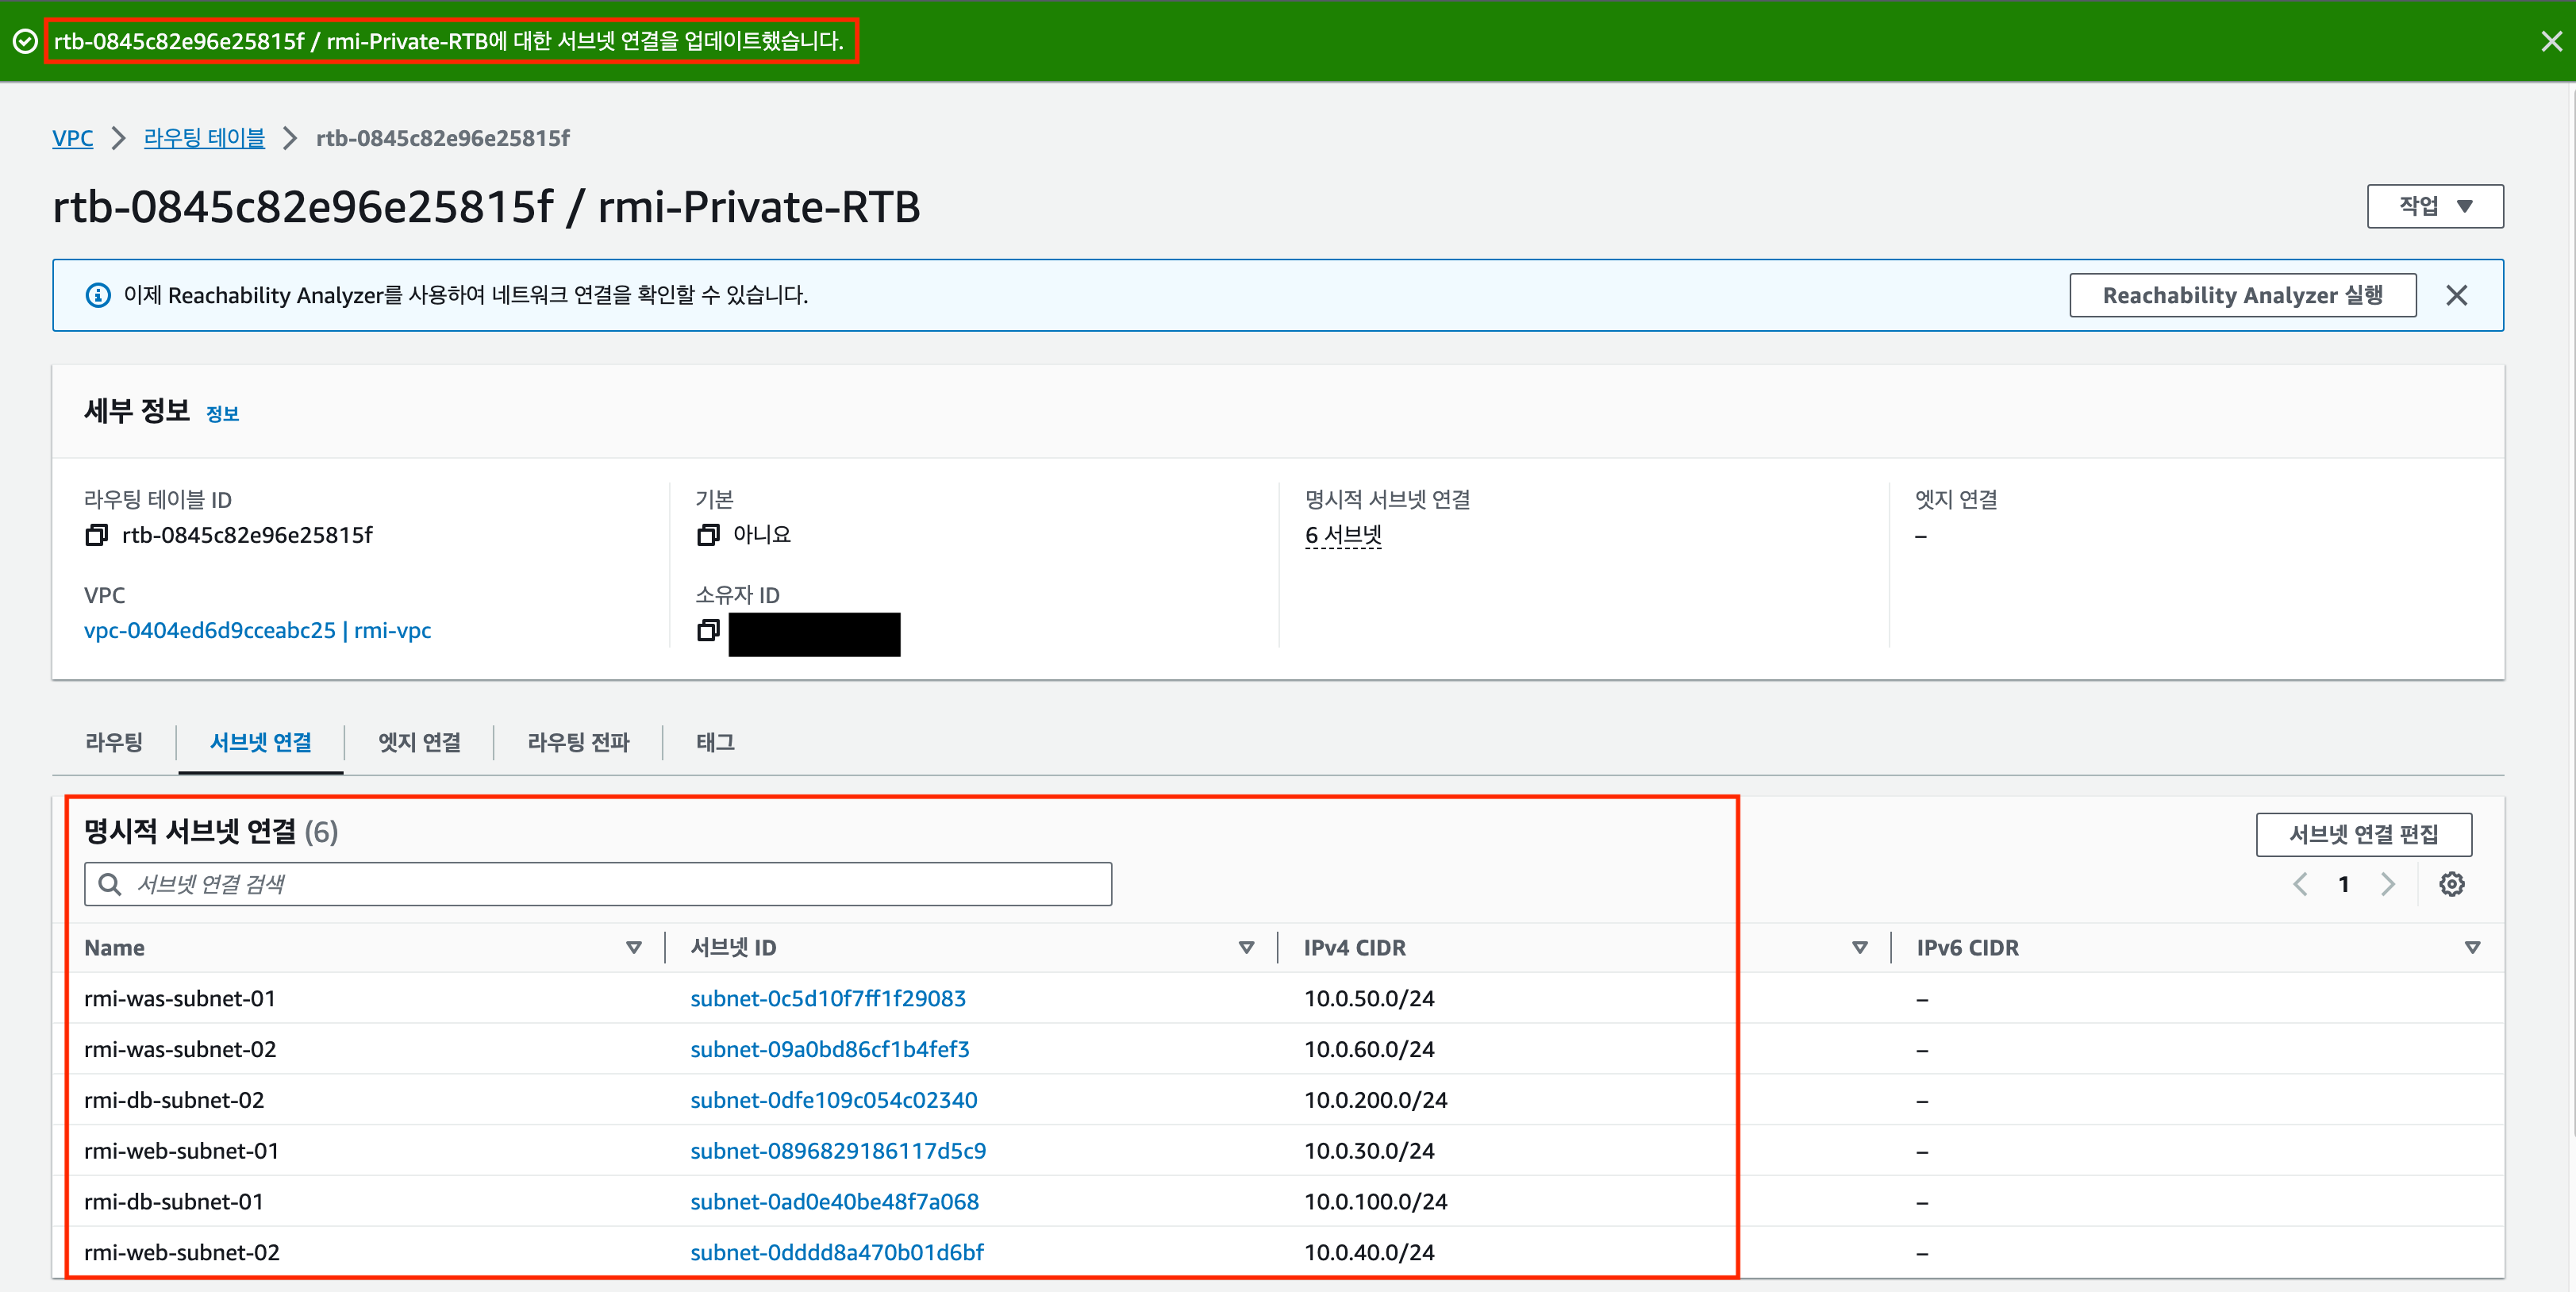 rtb-0845c82e96e25815f / rmi-Private-RTB에 대한 서브넷 연결을 업데이트했습니다.
VPC 라우팅 테이블 rtb-0845c82e96e25815f
rtb-0845c82e96e25815f / rmi-Private-RTB
작업
이제 Reachability Analyzer를 사용하여 네트워크 연결을 확인할 수 있습니다.
Reachability Analyzer 실행
세부 정보 정보
라우팅 테이블 ID
rtb-0845c82e96e25815f
기본
아니요
명시적 서브넷 연결
6 서브넷
엣지 연결
–
VPC
vpc-0404ed6d9cceabc25 | rmi-vpc
소유자 ID
라우팅 서브넷 연결 엣지 연결 라우팅 전파 태그
명시적 서브넷 연결 (6)
서브넷 연결 편집
서브넷 연결 검색
1
Name 서브넷 ID IPv4 CIDR IPv6 CIDR
rmi-was-subnet-01 subnet-0c5d10f7ff1f29083 10.0.50.0/24 –
rmi-was-subnet-02 subnet-09a0bd86cf1b4fef3 10.0.60.0/24 –
rmi-db-subnet-02 subnet-0dfe109c054c02340 10.0.200.0/24 –
rmi-web-subnet-01 subnet-0896829186117d5c9 10.0.30.0/24 –
rmi-db-subnet-01 subnet-0ad0e40be48f7a068 10.0.100.0/24 –
rmi-web-subnet-02 subnet-0dddd8a470b01d6bf 10.0.40.0/24 –